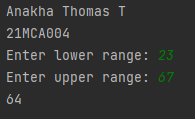 Anakha Thomas T
21MCA004
Enter lower range: 23
Enter upper range: 67
64